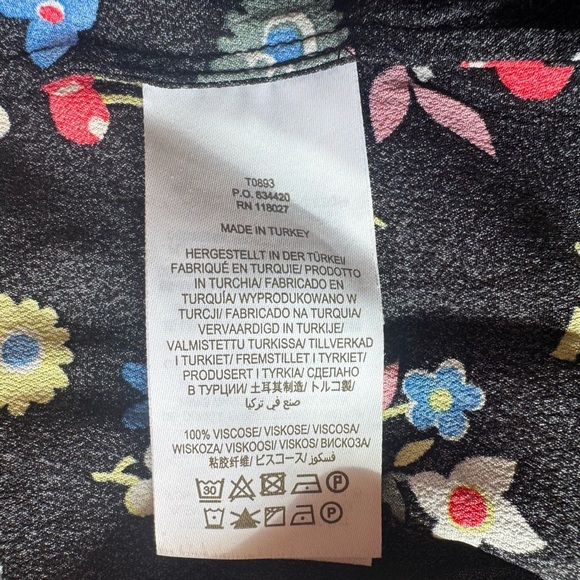 T0893
P.O. 634420
RN 118027
MADE IN TURKEY
HERGESTELLT IN DER TÜRKEI/
FABRIQUÉ EN TURQUIE/ PRODOTTO
IN TURCHIA/ FABRICADO EN
TURQUÍA/ WYPRODUKOWANO W
TURCJI/ FABRICADO NA TURQUIA/
VERVAARDIGD IN TURKIJE/
VALMISTETTU TURKISSA/ TILLVERKAD
I TURKIET/ FREMSTILLET I TYRKIET/
PRODUSERT I TYRKIA/ СДЕЛАНО
В ТУРЦИИ/ 土耳其制造/ トルコ製/
صنع في تركيا
100% VISCOSE/ VISKOSE/ VISCOSA/
WISKOZA/ VISKOOSI/ VISKOS/ ВИСКОЗА/
粘胶纤维/ ビスコース/ فسكوز
30 P
P